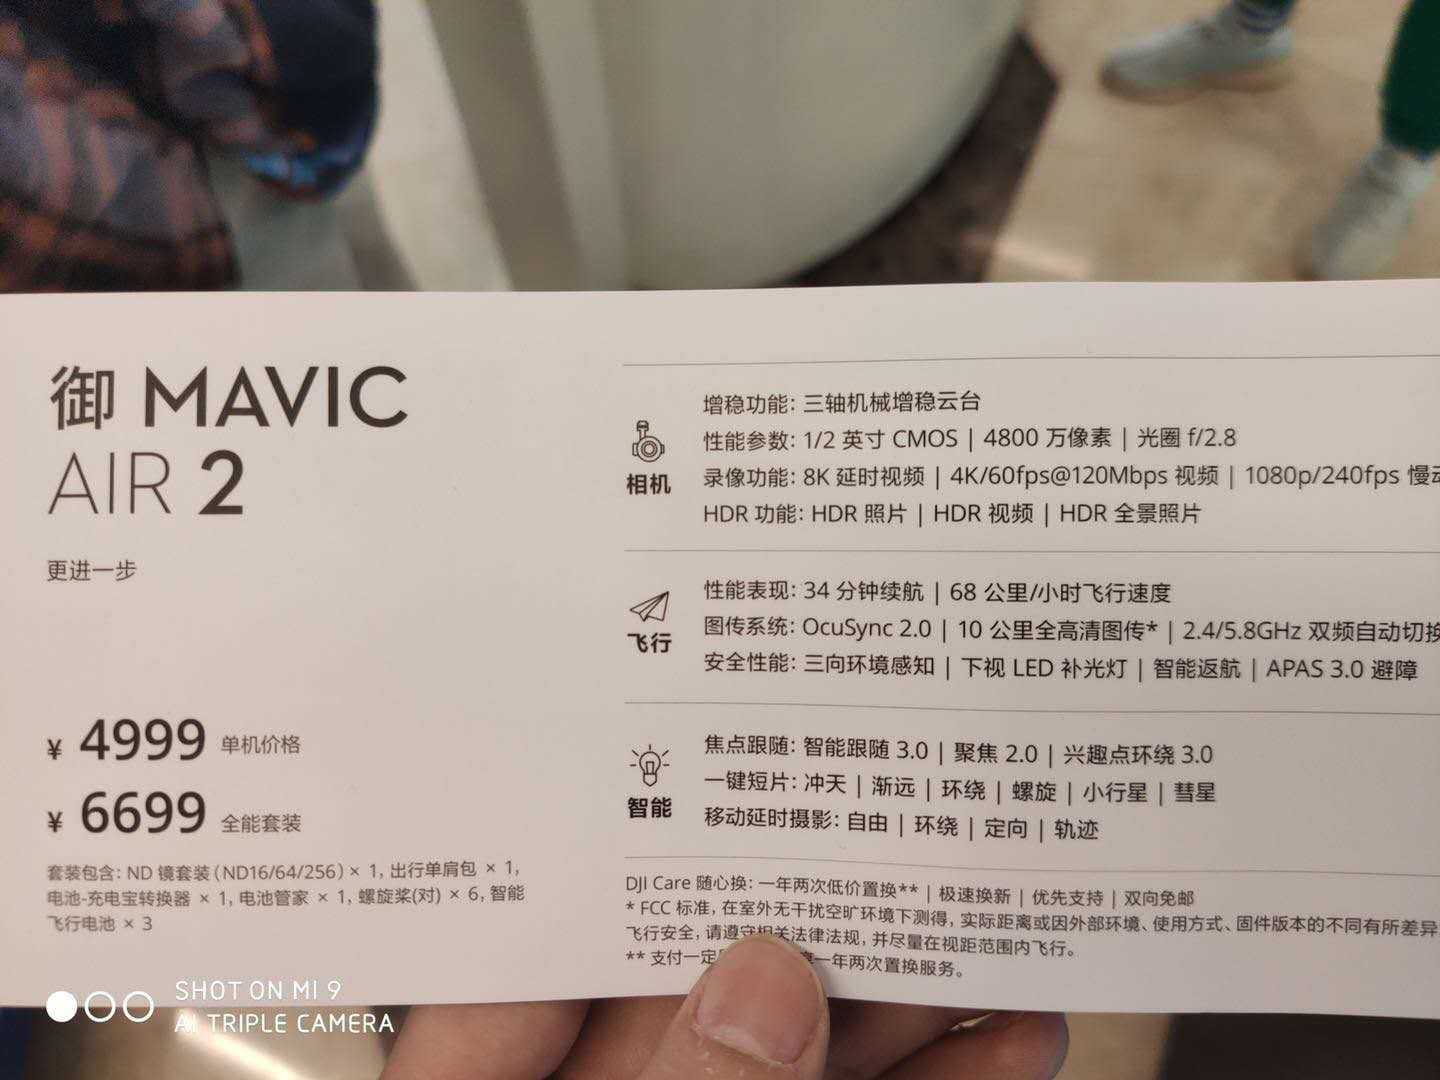 御 MAVIC
AIR 2
更进一步
¥ 4999 单机价格
¥ 6699 全能套装
套装包含: ND 镜套装 (ND16/64/256) × 1, 出行单肩包 × 1,
电池-充电宝转换器 × 1, 电池管家 × 1, 螺旋桨(对) × 6, 智能
飞行电池 × 3
相机
增稳功能: 三轴机械增稳云台
性能参数: 1/2 英寸 CMOS | 4800 万像素 | 光圈 f/2.8
录像功能: 8K 延时视频 | 4K/60fps@120Mbps 视频 | 1080p/240fps 慢
HDR 功能: HDR 照片 | HDR 视频 | HDR 全景照片
飞行
性能表现: 34 分钟续航 | 68 公里/小时飞行速度
图传系统: OcuSync 2.0 | 10 公里全高清图传* | 2.4/5.8GHz 双频自动切换
安全性能: 三向环境感知 | 下视 LED 补光灯 | 智能返航 | APAS 3.0 避障
智能
焦点跟随: 智能跟随 3.0 | 聚焦 2.0 | 兴趣点环绕 3.0
一键短片: 冲天 | 渐远 | 环绕 | 螺旋 | 小行星 | 彗星
移动延时摄影: 自由 | 环绕 | 定向 | 轨迹
DJI Care 随心换: 一年两次低价置换** | 极速换新 | 优先支持 | 双向免邮
* FCC 标准, 在室外无干扰空旷环境下测得, 实际距离或因外部环境、使用方式、固件版本的不同有所差异
飞行安全, 请遵守相关法律法规, 并尽量在视距范围内飞行。
** 支付一定 一年两次置换服务。
SHOT ON MI 9
AI TRIPLE CAMERA